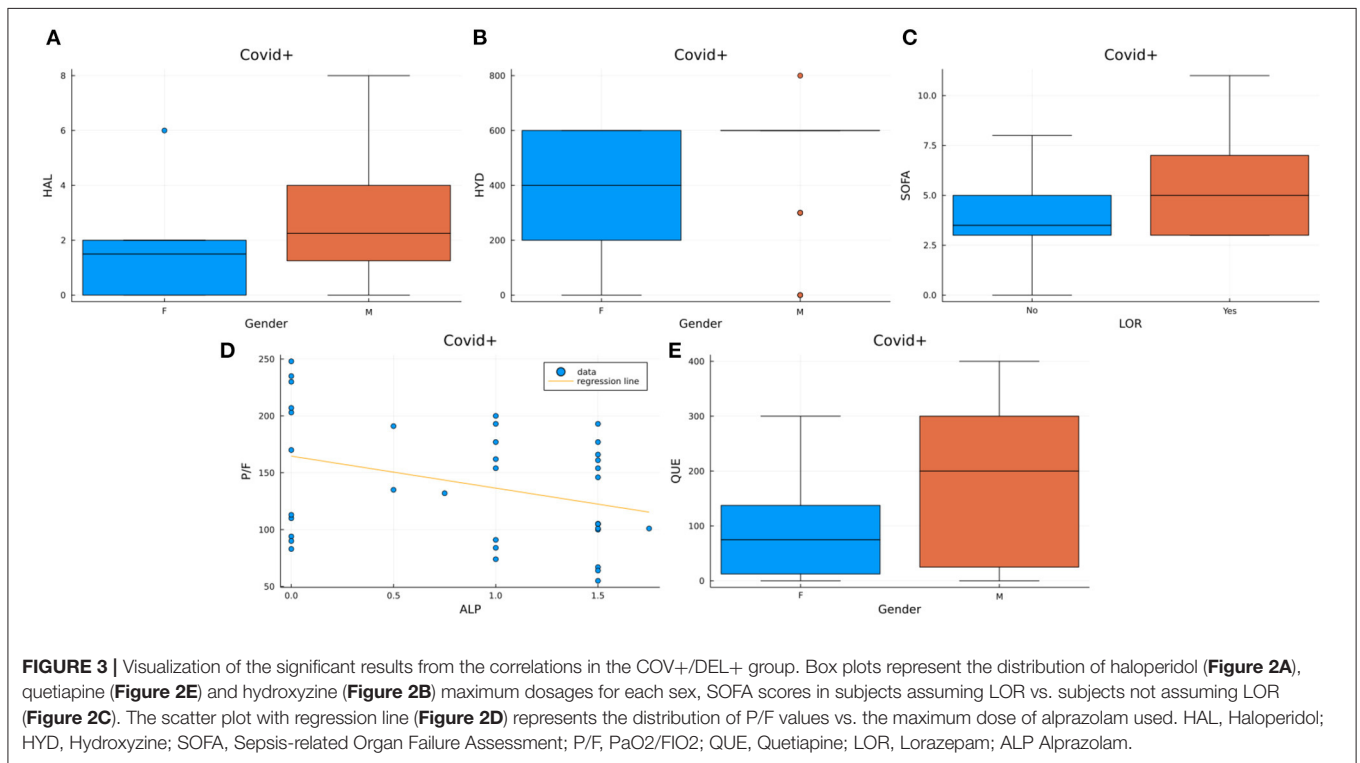 A
Covid+
8
6
4
2
0
HAL
F
M
Gender
B
Covid+
800
600
400
200
0
HYD
F
M
Gender
C
Covid+
10.0
7.5
5.0
2.5
0.0
SOFA
No
Yes
LOR
D
Covid+
250
200
150
100
50
P/F
data
regression line
0.0
0.5
1.0
1.5
ALP
E
Covid+
400
300
200
100
0
QUE
F
M
Gender
FIGURE 3 | Visualization of the significant results from the correlations in the COV+/DEL+ group. Box plots represent the distribution of haloperidol (Figure 2A),
quetiapine (Figure 2E) and hydroxyzine (Figure 2B) maximum dosages for each sex, SOFA scores in subjects assuming LOR vs. subjects not assuming LOR
(Figure 2C). The scatter plot with regression line (Figure 2D) represents the distribution of P/F values vs. the maximum dose of alprazolam used. HAL, Haloperidol;
HYD, Hydroxyzine; SOFA, Sepsis-related Organ Failure Assessment; P/F, PaO2/FIO2; QUE, Quetiapine; LOR, Lorazepam; ALP Alprazolam.